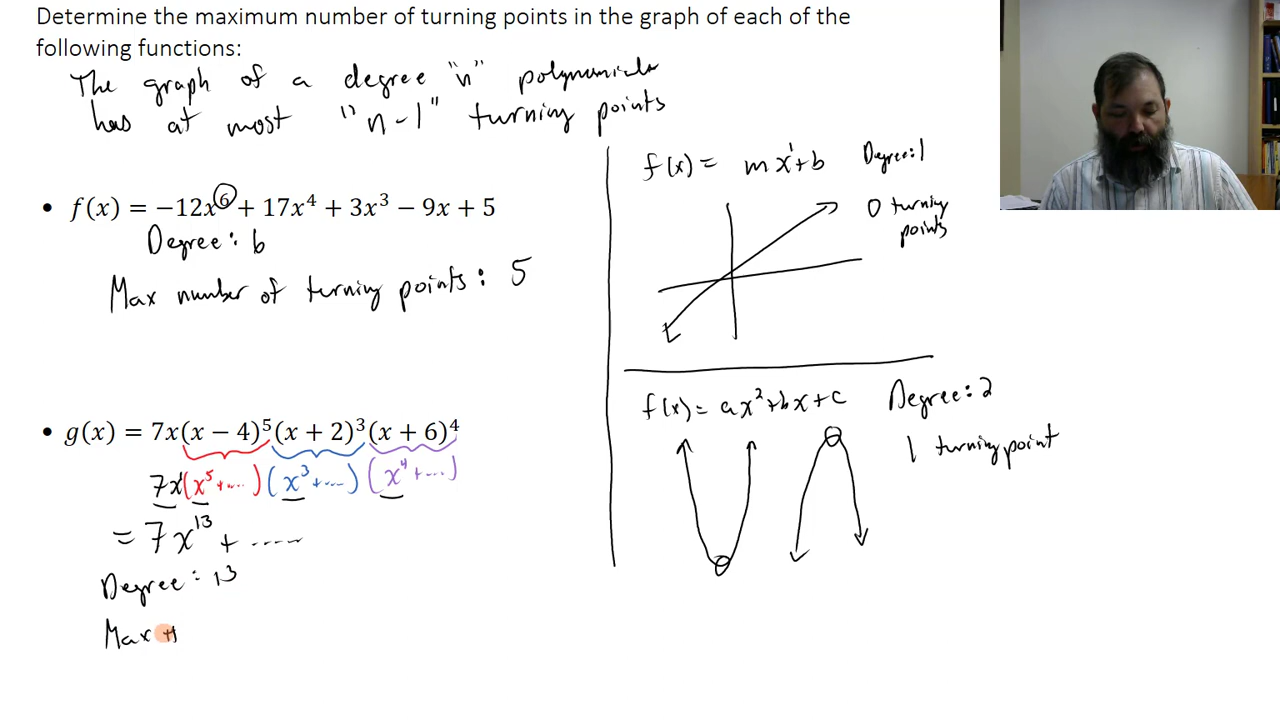 Determine the maximum number of turning points in the graph of each of the
following functions:
The graph of a degree "n" polynomial
has at most "n-1" turning points
• f(x) = −12x⁶ + 17x⁴ + 3x³ − 9x + 5
Degree: 6
Max number of turning points: 5
• g(x) = 7x(x − 4)⁵(x + 2)³(x + 6)⁴
7x¹(x⁵+....)(x³+....)(x⁴+....)
= 7x¹³ + .....
Degree: 13
Max #
f(x) = mx¹+b Degree: 1
0 turning
points
f(x) = ax²+bx+c Degree: 2
1 turning point